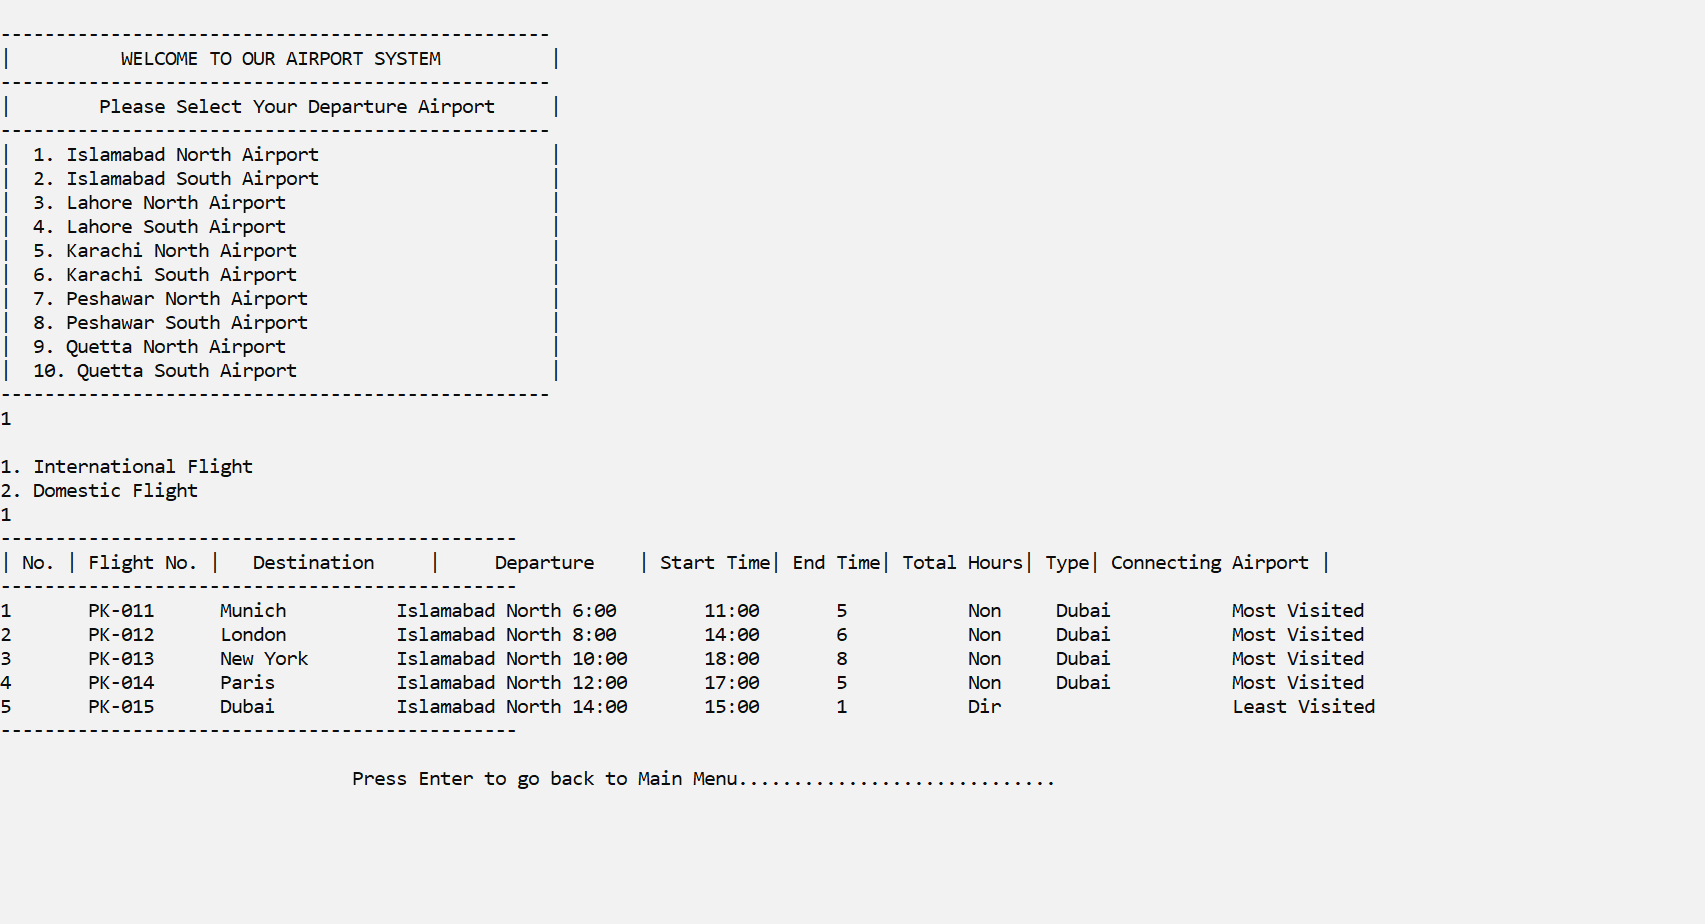 --------------------------------------------------
|          WELCOME TO OUR AIRPORT SYSTEM          |
--------------------------------------------------
|        Please Select Your Departure Airport     |
--------------------------------------------------
|  1. Islamabad North Airport                     |
|  2. Islamabad South Airport                     |
|  3. Lahore North Airport                        |
|  4. Lahore South Airport                        |
|  5. Karachi North Airport                       |
|  6. Karachi South Airport                       |
|  7. Peshawar North Airport                      |
|  8. Peshawar South Airport                      |
|  9. Quetta North Airport                        |
|  10. Quetta South Airport                       |
--------------------------------------------------
1
1. International Flight
2. Domestic Flight
1
-----------------------------------------------
| No. | Flight No. |   Destination     |     Departure    | Start Time| End Time| Total Hours| Type| Connecting Airport |
-----------------------------------------------
1       PK-011      Munich          Islamabad North 6:00        11:00       5           Non     Dubai           Most Visited
2       PK-012      London          Islamabad North 8:00        14:00       6           Non     Dubai           Most Visited
3       PK-013      New York        Islamabad North 10:00       18:00       8           Non     Dubai           Most Visited
4       PK-014      Paris           Islamabad North 12:00       17:00       5           Non     Dubai           Most Visited
5       PK-015      Dubai           Islamabad North 14:00       15:00       1           Dir                     Least Visited
-----------------------------------------------
Press Enter to go back to Main Menu.............................